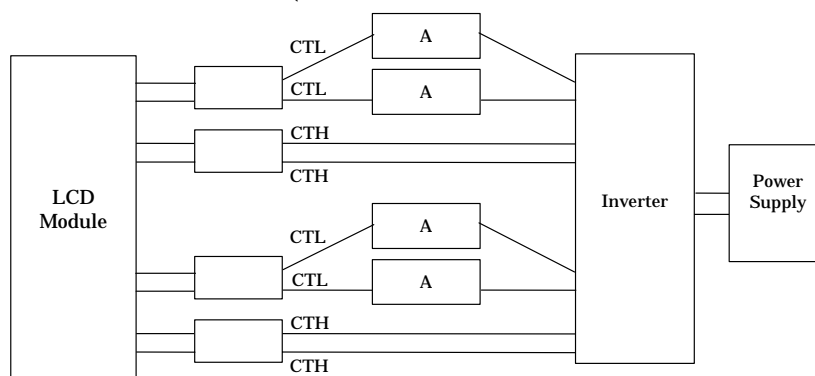 CTL
A
CTL
A
CTH
CTH
LCD
Module
Inverter
Power
Supply
CTL
A
CTL
A
CTH
CTH